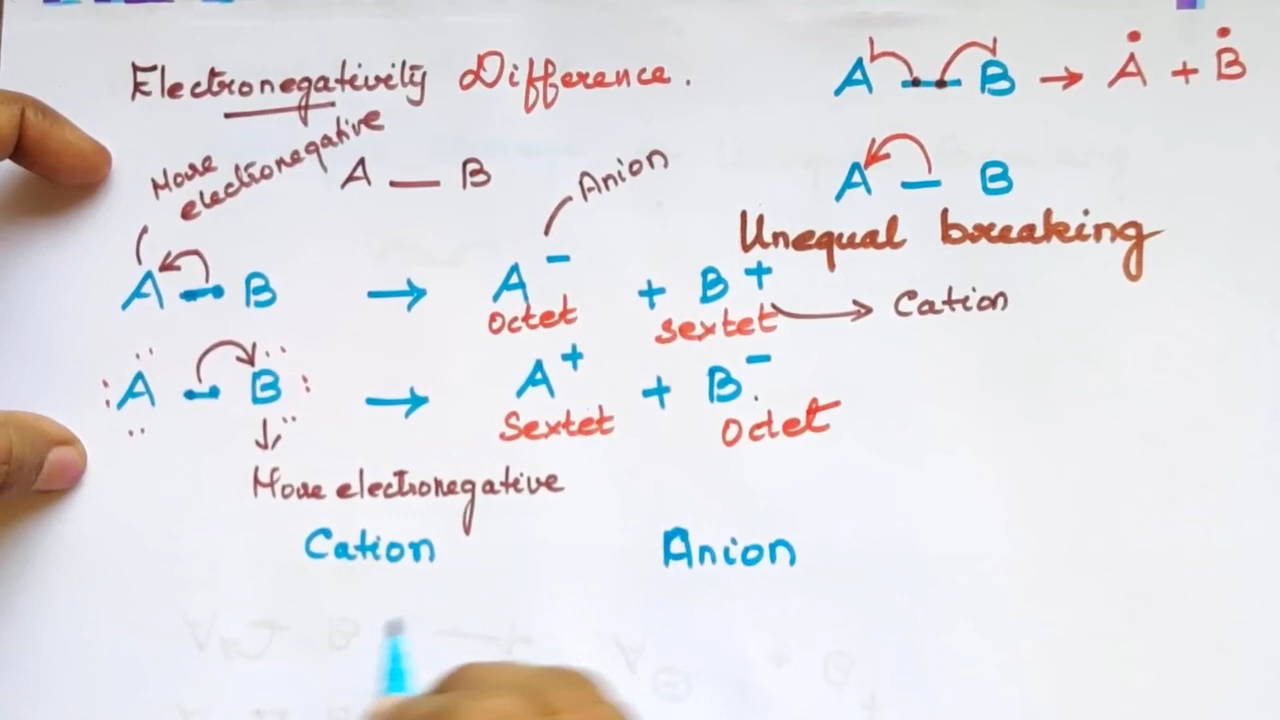 Electronegativity Difference.
A — B → Ȧ + Ḃ
More electronegative
A — B
Anion
A — B
Unequal breaking
A — B → A⁻ + B⁺
Octet Sextet → Cation
A — B → A⁺ + B⁻
Sextet Octet
More electronegative
Cation Anion